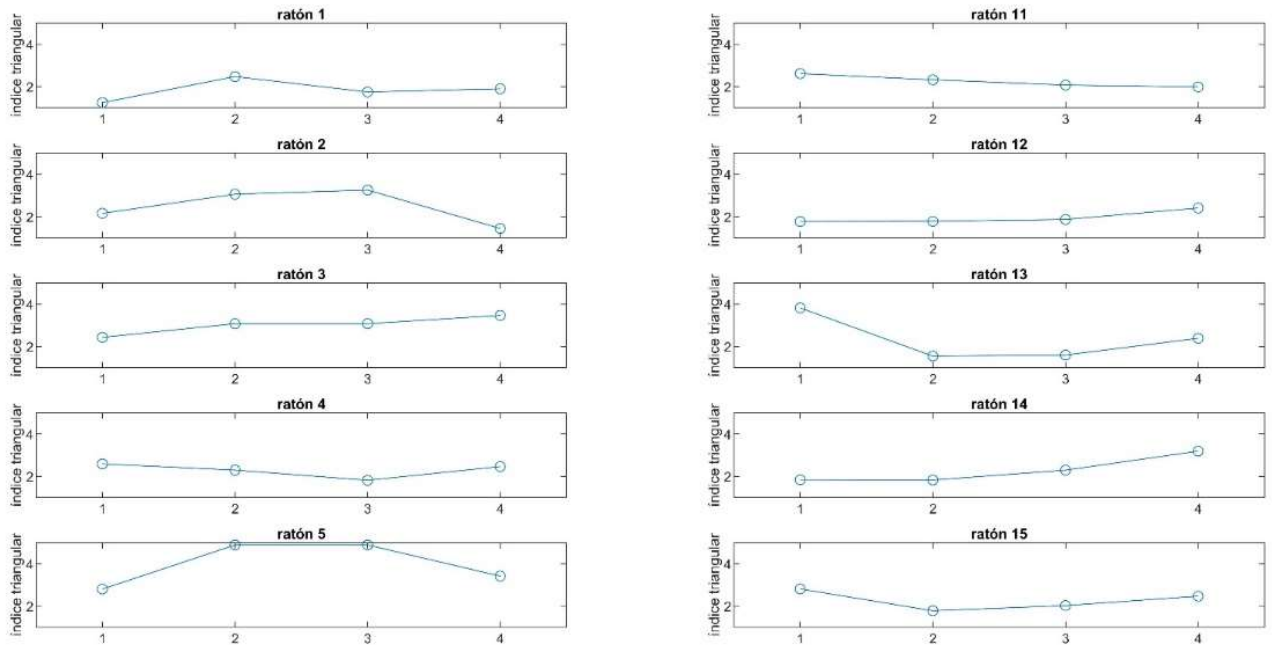 ratón 1
índice triangular
4
2
1 2 3 4
ratón 2
índice triangular
4
2
1 2 3 4
ratón 3
índice triangular
4
2
1 2 3 4
ratón 4
índice triangular
4
2
1 2 3 4
ratón 5
índice triangular
4
2
1 2 3 4
ratón 11
índice triangular
4
2
1 2 3 4
ratón 12
índice triangular
4
2
1 2 3 4
ratón 13
índice triangular
4
2
1 2 3 4
ratón 14
índice triangular
4
2
1 2 3 4
ratón 15
índice triangular
4
2
1 2 3 4